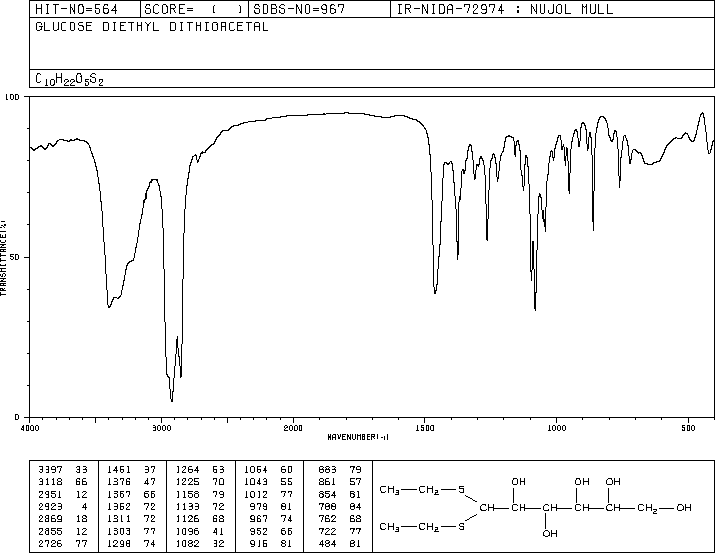 HIT-NO=564 SCORE= ( ) SDBS-NO=967 IR-NIDA-72974 : NUJOL MULL
GLUCOSE DIETHYL DITHIOACETAL
C10H22O5S2
100
50
0
TRANSMITTANCE(%)
4000 3000 2000 1500 1000 500
WAVENUMBER(-1)
3397 33 1461 37 1264 53 1064 60 883 79
3118 66 1376 47 1225 70 1043 55 861 57
2951 12 1367 66 1158 79 1012 77 854 81
2923 4 1362 72 1133 72 979 81 788 84
2869 18 1311 72 1126 68 967 74 762 68
2855 12 1303 77 1096 41 952 66 722 77
2726 77 1298 74 1082 32 916 81 484 81
OH OH OH
CH3 CH2 S
CH CH CH CH CH CH2 OH
CH3 CH2 S
OH